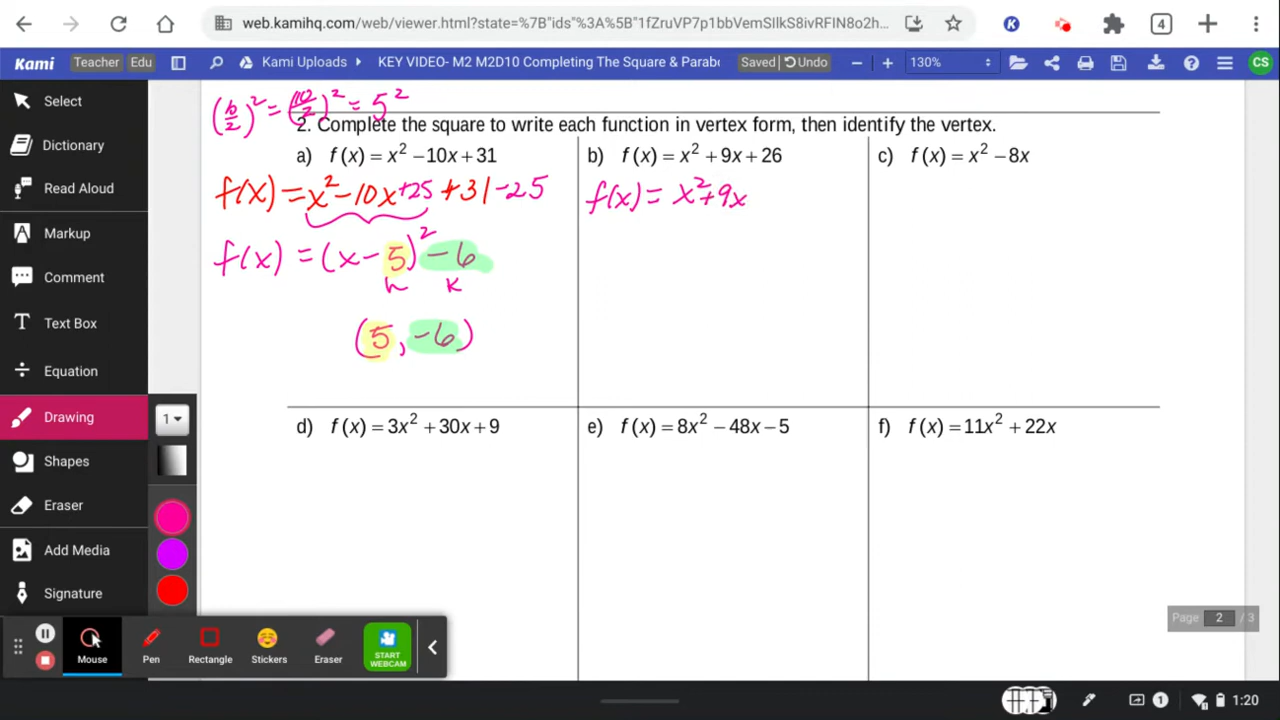 web.kamihq.com/web/viewer.html?state=%7B"ids"%3A%5B"1fZruVP7p1bbVemSIlkS8ivRFIN8o2h...
4
Kami Teacher Edu Kami Uploads KEY VIDEO- M2 M2D10 Completing The Square & Parabo Saved Undo 130% CS
Select
Dictionary
Read Aloud
Markup
Comment
Text Box
Equation
Drawing
Shapes
Eraser
Add Media
Signature
1
(b/2)² = (10/2)² = 5²
2. Complete the square to write each function in vertex form, then identify the vertex.
a) f(x) = x² − 10x + 31
f(x) = x² − 10x + 25 + 31 − 25
f(x) = (x − 5)² − 6
h k
(5, −6)
b) f(x) = x² + 9x + 26
f(x) = x² + 9x
c) f(x) = x² − 8x
d) f(x) = 3x² + 30x + 9
e) f(x) = 8x² − 48x − 5
f) f(x) = 11x² + 22x
Page 2 / 3
Mouse
Pen
Rectangle
Stickers
Eraser
START WEBCAM
1
1:20